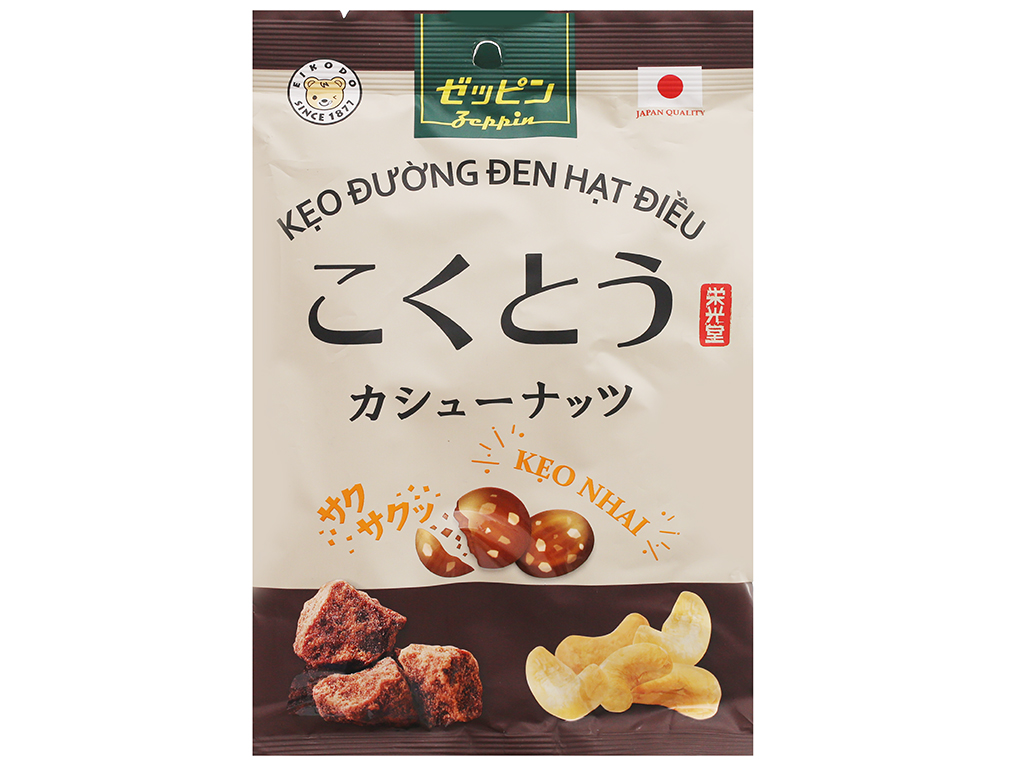 EIKODO
SINCE 1877
ゼッピン
Zeppin
JAPAN QUALITY
KẸO ĐƯỜNG ĐEN HẠT ĐIỀU
こくとう
栄光堂
カシューナッツ
KẸO NHAI
サク
サクッ